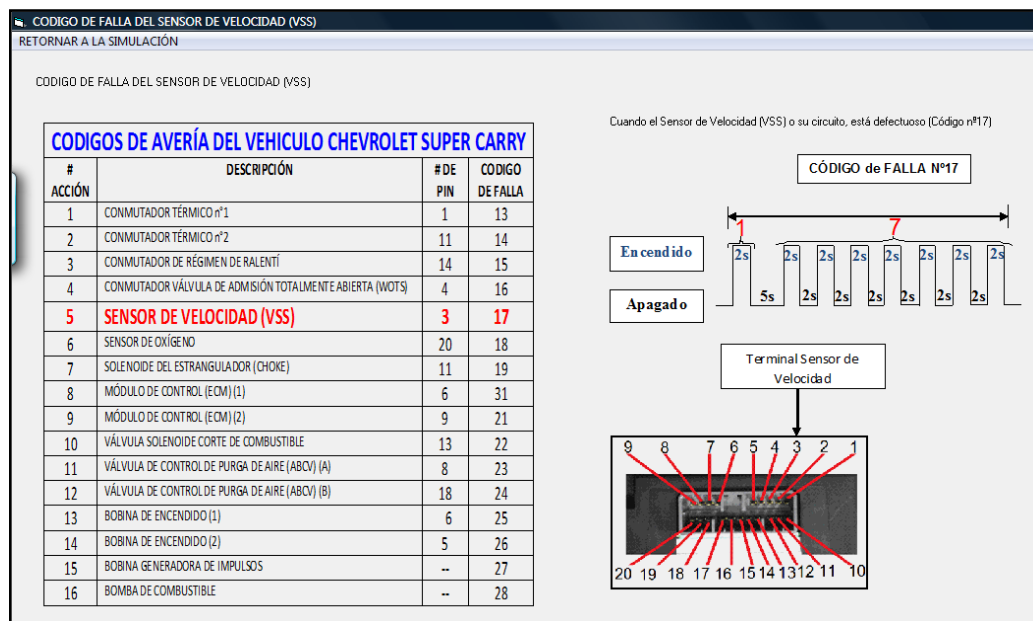 CODIGO DE FALLA DEL SENSOR DE VELOCIDAD (VSS)
RETORNAR A LA SIMULACIÓN
CODIGO DE FALLA DEL SENSOR DE VELOCIDAD (VSS)
CODIGOS DE AVERÍA DEL VEHICULO CHEVROLET SUPER CARRY
# ACCIÓN DESCRIPCIÓN # DE PIN CODIGO DE FALLA
1 CONMUTADOR TÉRMICO n°1 1 13
2 CONMUTADOR TÉRMICO n°2 11 14
3 CONMUTADOR DE RÉGIMEN DE RALENTÍ 14 15
4 CONMUTADOR VÁLVULA DE ADMISIÓN TOTALMENTE ABIERTA (WOTS) 4 16
5 SENSOR DE VELOCIDAD (VSS) 3 17
6 SENSOR DE OXÍGENO 20 18
7 SOLENOIDE DEL ESTRANGULADOR (CHOKE) 11 19
8 MÓDULO DE CONTROL (ECM) (1) 6 31
9 MÓDULO DE CONTROL (ECM) (2) 9 21
10 VÁLVULA SOLENOIDE CORTE DE COMBUSTIBLE 13 22
11 VÁLVULA DE CONTROL DE PURGA DE AIRE (ABCV) (A) 8 23
12 VÁLVULA DE CONTROL DE PURGA DE AIRE (ABCV) (B) 18 24
13 BOBINA DE ENCENDIDO (1) 6 25
14 BOBINA DE ENCENDIDO (2) 5 26
15 BOBINA GENERADORA DE IMPULSOS -- 27
16 BOMBA DE COMBUSTIBLE -- 28
Cuando el Sensor de Velocidad (VSS) o su circuito, está defectuoso (Código nº17)
CÓDIGO de FALLA Nº17
1 7
Encendido 2s 2s 2s 2s 2s 2s 2s 2s
Apagado 5s 2s 2s 2s 2s 2s 2s
Terminal Sensor de
Velocidad
9 8 7 6 5 4 3 2 1
20 19 18 17 16 15 14 13 12 11 10